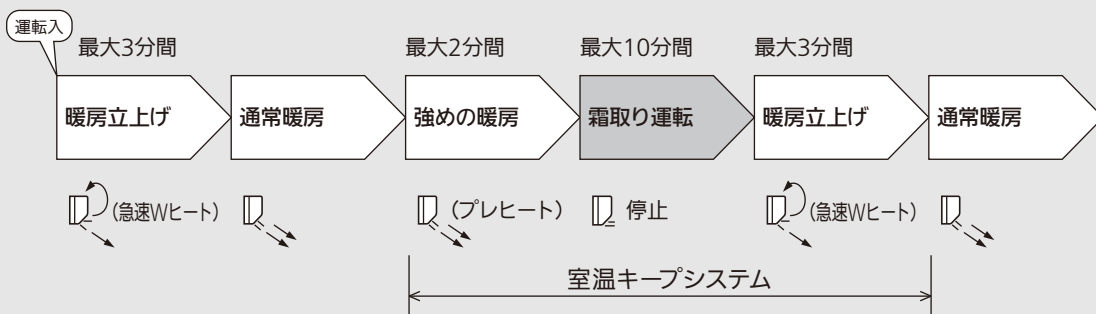 運転入
最大3分間
最大2分間
最大10分間
最大3分間
暖房立上げ
通常暖房
強めの暖房
霜取り運転
暖房立上げ
通常暖房
(急速Wヒート)
(プレヒート)
停止
(急速Wヒート)
室温キープシステム